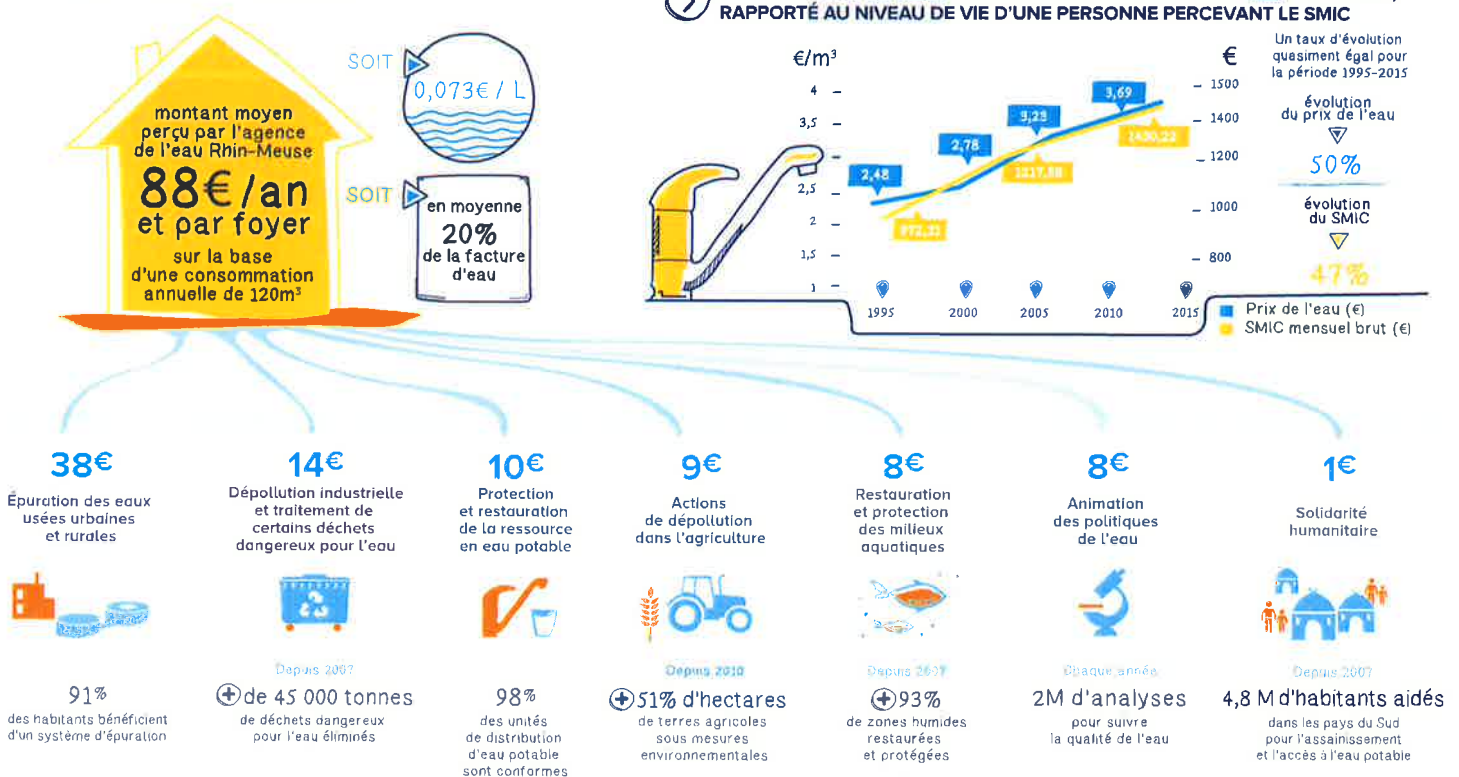 RAPPORTÉ AU NIVEAU DE VIE D'UNE PERSONNE PERCEVANT LE SMIC
montant moyen
perçu par l'agence
de l'eau Rhin-Meuse
88€/an
et par foyer
sur la base
d'une consommation
annuelle de 120m³
SOIT
0,073€ / L
SOIT
en moyenne
20%
de la facture
d'eau
€/m³
4
3,5
2,5
2
1,5
1
€
1500
1400
1200
1000
800
2,48
2,78
3,23
3,69
1217,88
1430,22
1995
2000
2005
2010
2015
Un taux d'évolution
quasiment égal pour
la période 1995-2015
évolution
du prix de l'eau
50%
évolution
du SMIC
47%
Prix de l'eau (€)
SMIC mensuel brut (€)
38€
Épuration des eaux
usées urbaines
et rurales
91%
des habitants bénéficient
d'un système d'épuration
14€
Dépollution industrielle
et traitement de
certains déchets
dangereux pour l'eau
Depuis 2007
+ de 45 000 tonnes
de déchets dangereux
pour l'eau éliminés
10€
Protection
et restauration
de la ressource
en eau potable
98%
des unités
de distribution
d'eau potable
sont conformes
9€
Actions
de dépollution
dans l'agriculture
Depuis 2010
+ 51% d'hectares
de terres agricoles
sous mesures
environnementales
8€
Restauration
et protection
des milieux
aquatiques
Depuis 2007
+ 93%
de zones humides
restaurées
et protégées
8€
Animation
des politiques
de l'eau
Chaque année
2M d'analyses
pour suivre
la qualité de l'eau
1€
Solidarité
humanitaire
Depuis 2007
4,8 M d'habitants aidés
dans les pays du Sud
pour l'assainissement
et l'accès à l'eau potable